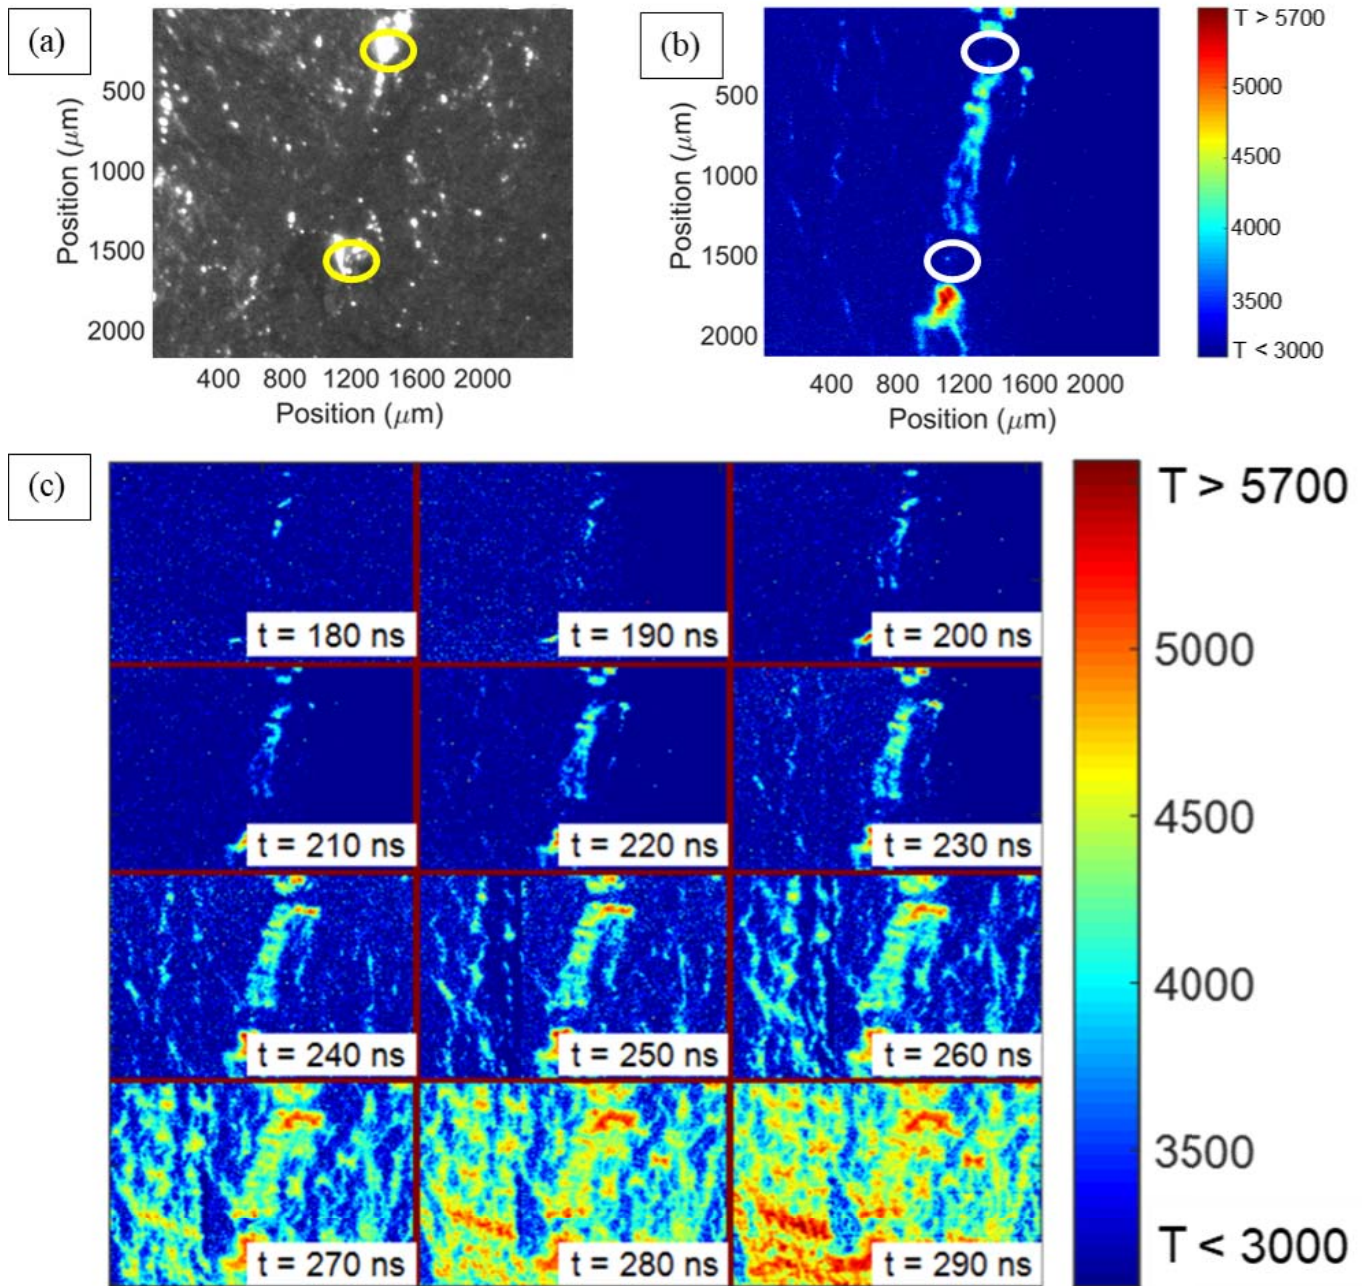 (a)
500
1000
1500
2000
Position (μm)
400 800 1200 1600 2000
Position (μm)
(b)
500
1000
1500
2000
Position (μm)
400 800 1200 1600 2000
Position (μm)
T > 5700
5000
4500
4000
3500
T < 3000
(c)
t = 180 ns
t = 190 ns
t = 200 ns
t = 210 ns
t = 220 ns
t = 230 ns
t = 240 ns
t = 250 ns
t = 260 ns
t = 270 ns
t = 280 ns
t = 290 ns
T > 5700
5000
4500
4000
3500
T < 3000